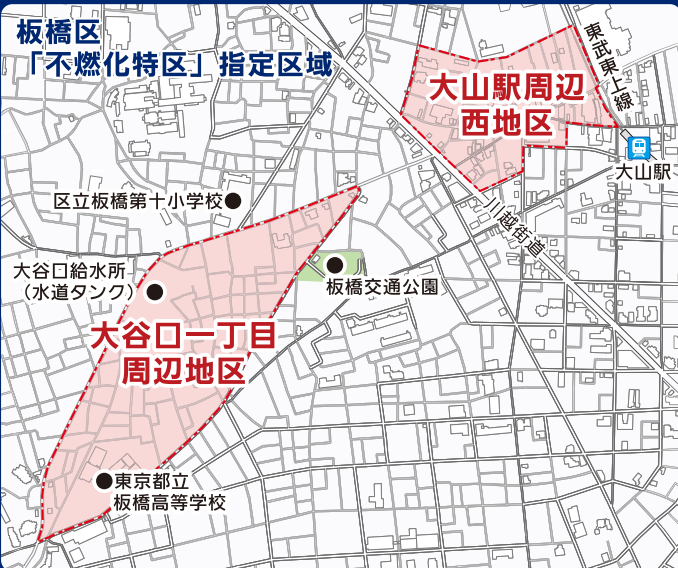 板橋区
「不燃化特区」指定区域
東武東上線
大山駅周辺
西地区
大山駅
区立板橋第十小学校
川越街道
大谷口給水所
（水道タンク）
板橋交通公園
大谷口一丁目
周辺地区
東京都立
板橋高等学校